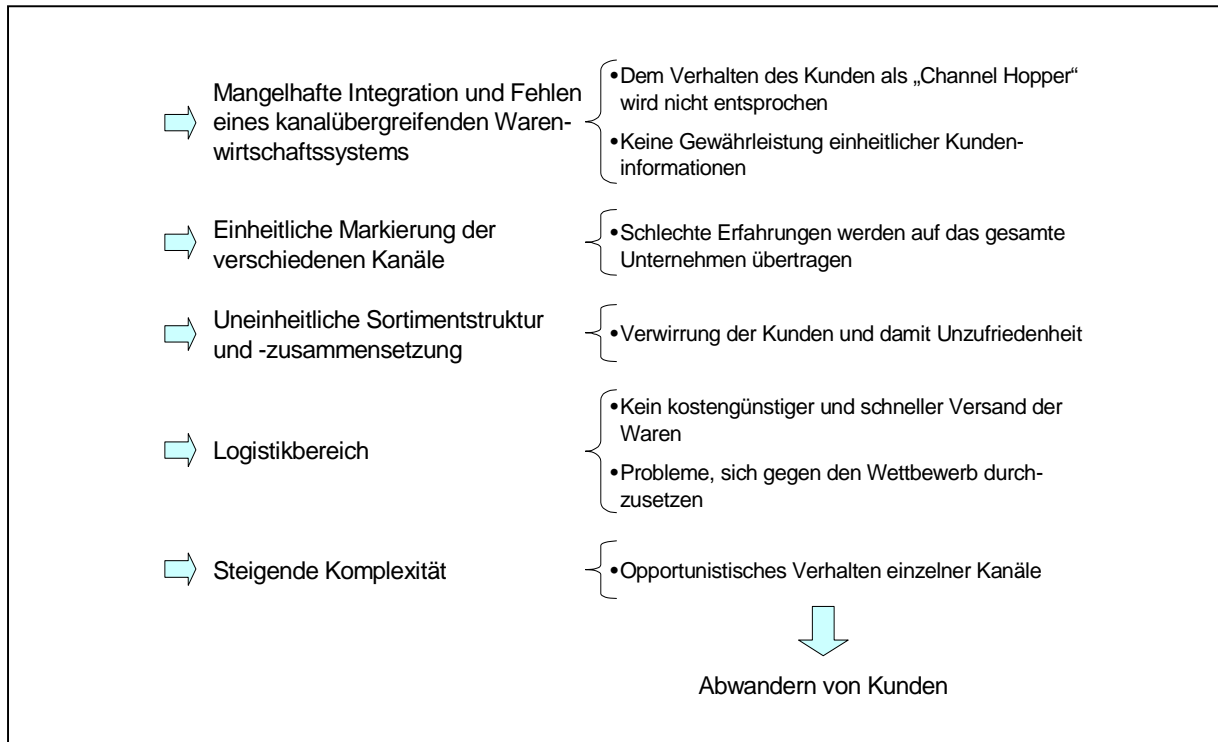 Mangelhafte Integration und Fehlen
eines kanalübergreifenden Waren-
wirtschaftssystems
•Dem Verhalten des Kunden als „Channel Hopper“
wird nicht entsprochen
•Keine Gewährleistung einheitlicher Kunden-
informationen
Einheitliche Markierung der
verschiedenen Kanäle
•Schlechte Erfahrungen werden auf das gesamte
Unternehmen übertragen
Uneinheitliche Sortimentstruktur
und -zusammensetzung
•Verwirrung der Kunden und damit Unzufriedenheit
Logistikbereich
•Kein kostengünstiger und schneller Versand der
Waren
•Probleme, sich gegen den Wettbewerb durch-
zusetzen
Steigende Komplexität
•Opportunistisches Verhalten einzelner Kanäle
Abwandern von Kunden